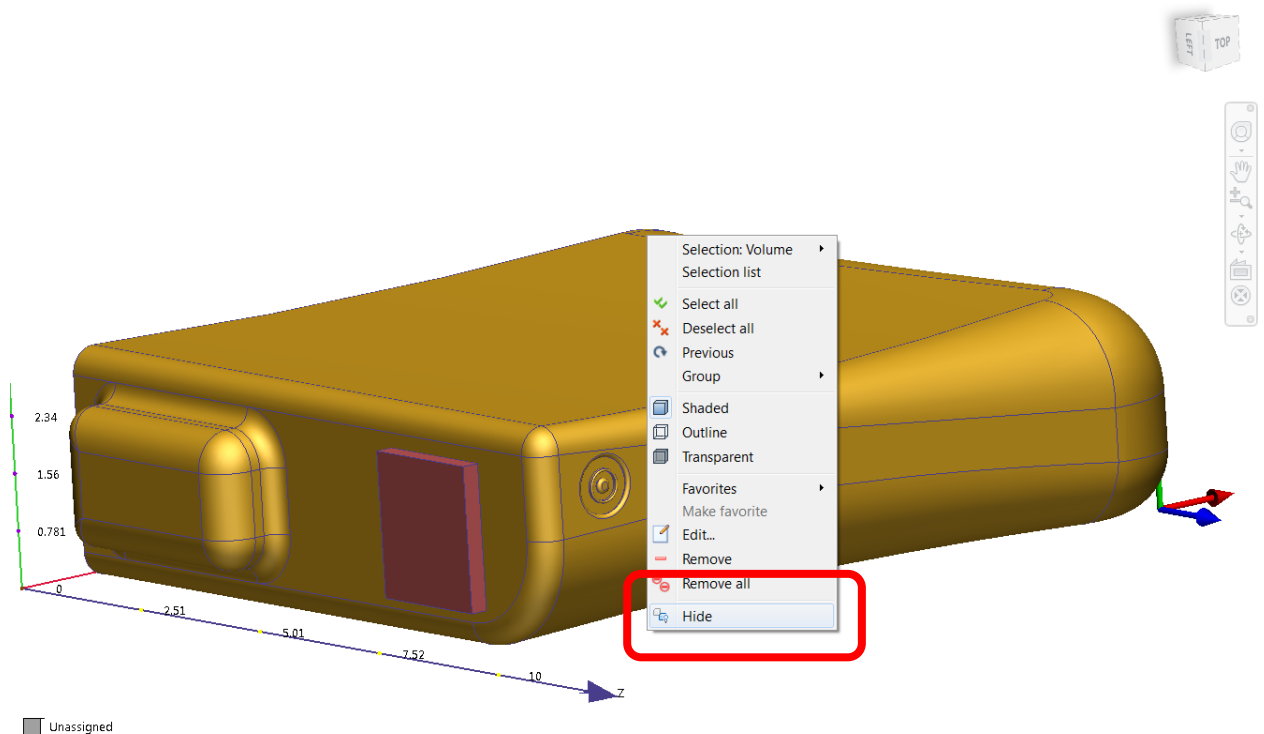 LEFT
TOP
Selection: Volume
Selection list
Select all
Deselect all
Previous
Group
Shaded
Outline
Transparent
Favorites
Make favorite
Edit...
Remove
Remove all
Hide
2.34
1.56
0.781
0
2.51
5.01
7.52
10
Z
Unassigned